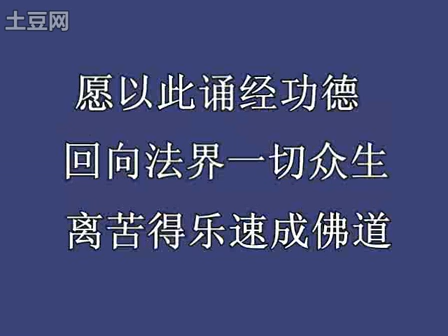 土豆网
愿以此诵经功德
回向法界一切众生
离苦得乐速成佛道